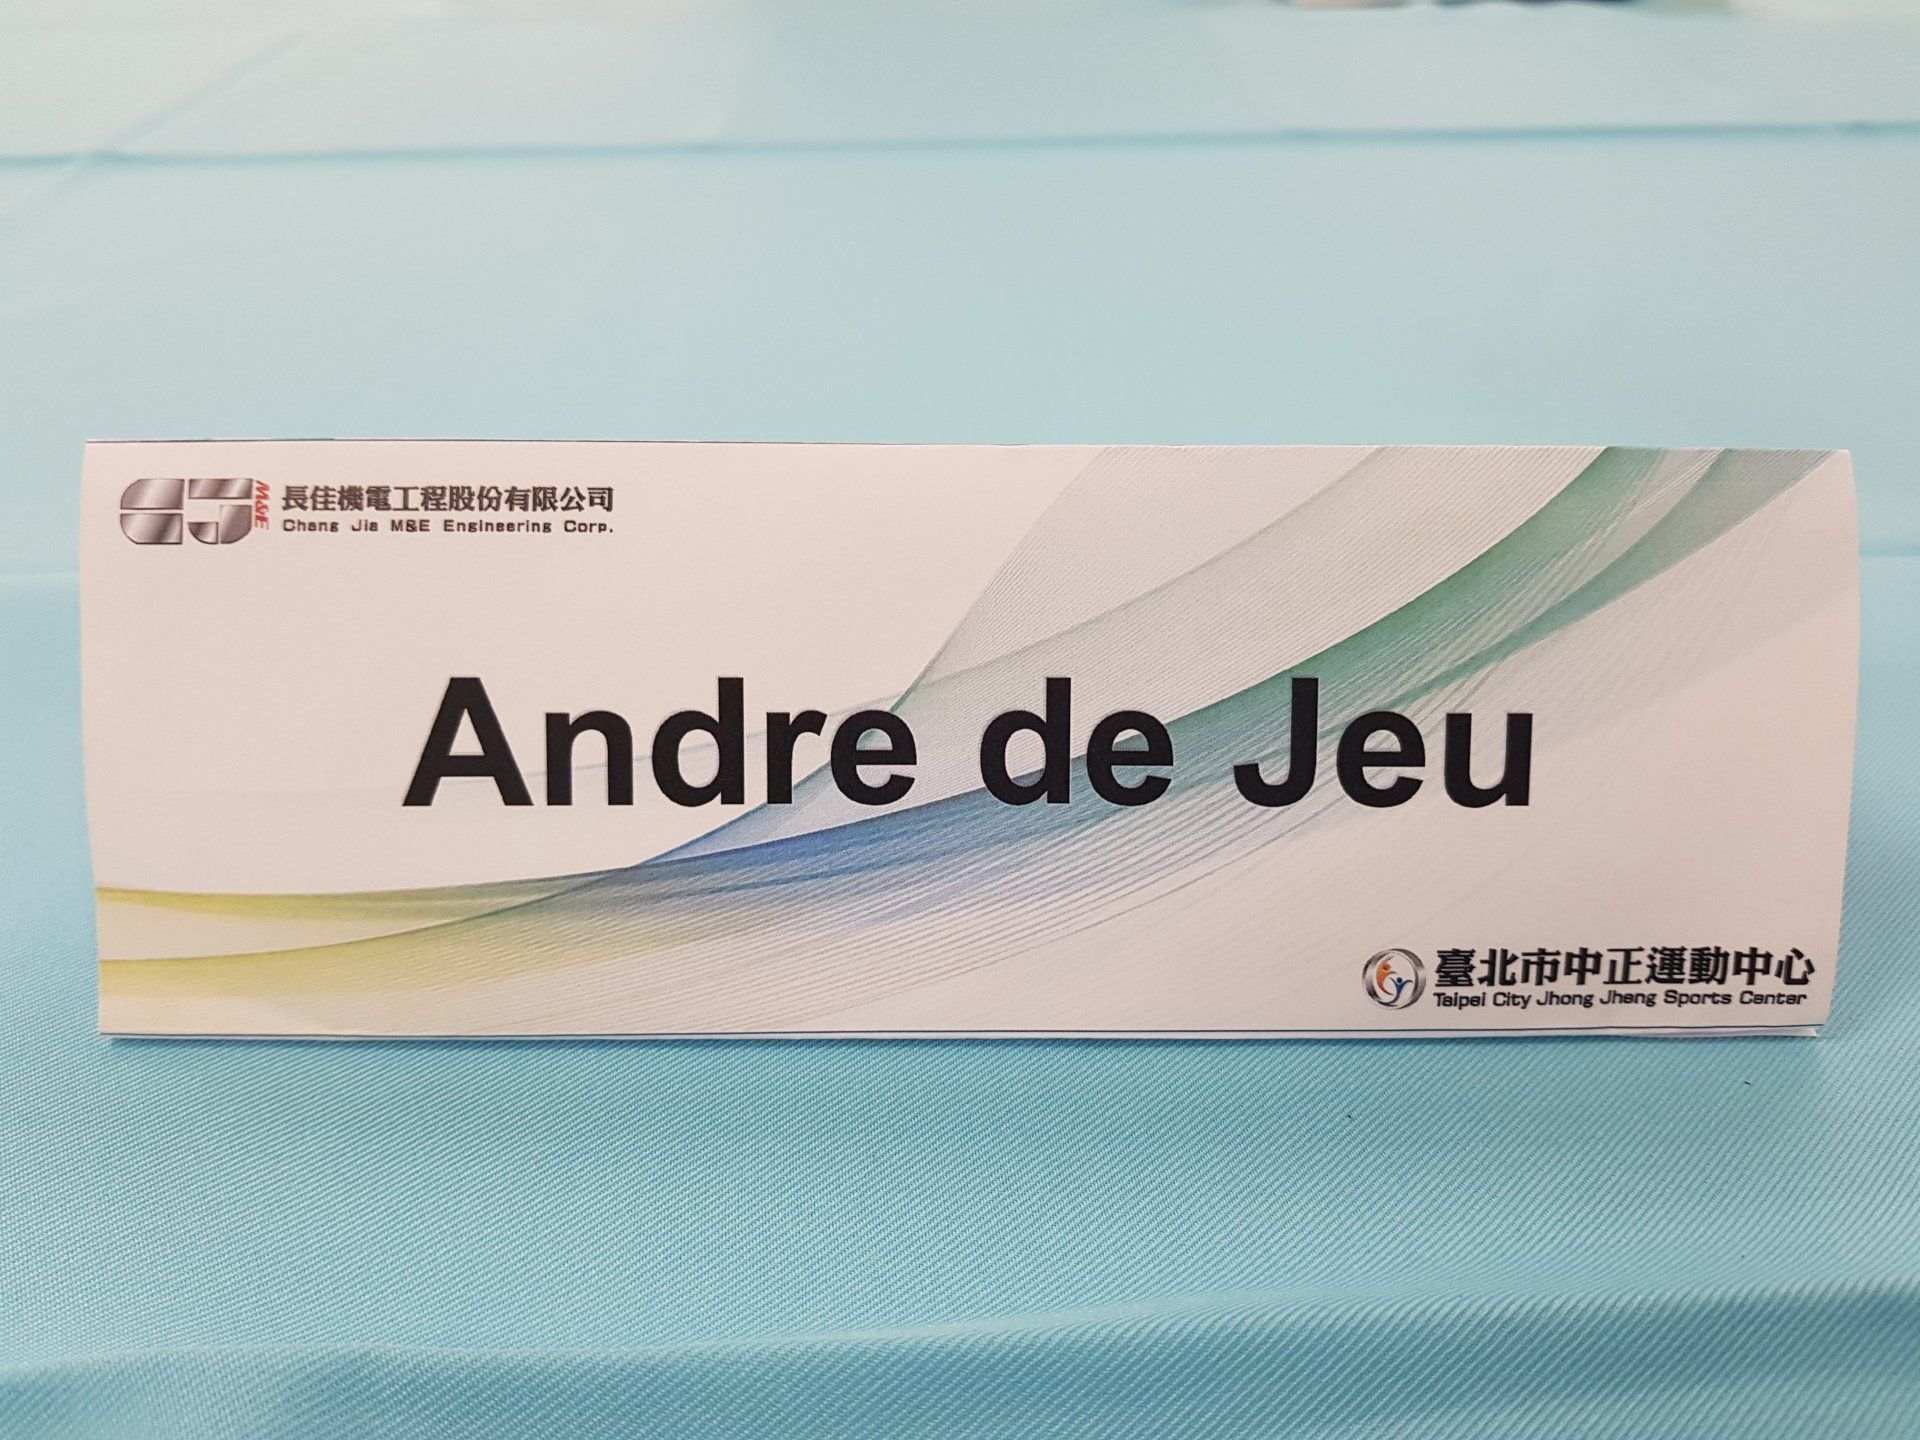 CJ M&E
長佳機電工程股份有限公司
Chang Jia M&E Engineering Corp.
Andre de Jeu
臺北市中正運動中心
Taipei City Jhong Jheng Sports Center